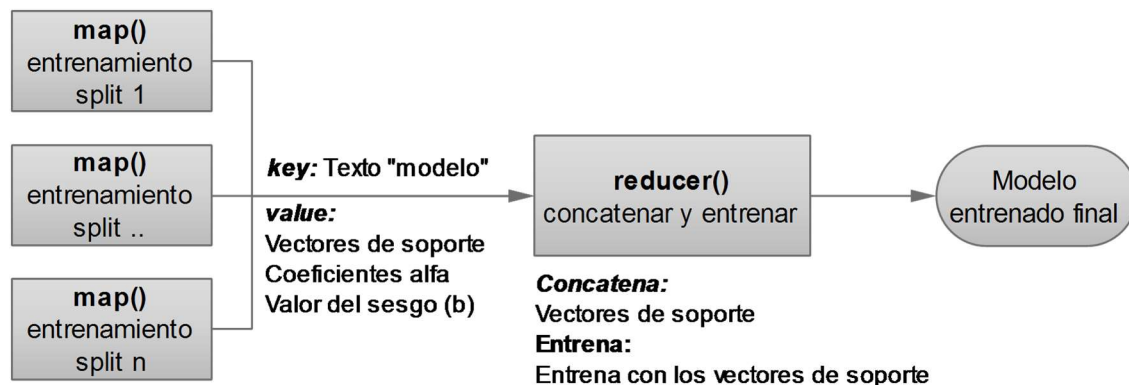 map()
entrenamiento
split 1
map()
entrenamiento
split ..
map()
entrenamiento
split n
key: Texto "modelo"
value:
Vectores de soporte
Coeficientes alfa
Valor del sesgo (b)
reducer()
concatenar y entrenar
Concatena:
Vectores de soporte
Entrena:
Entrena con los vectores de soporte
Modelo
entrenado final